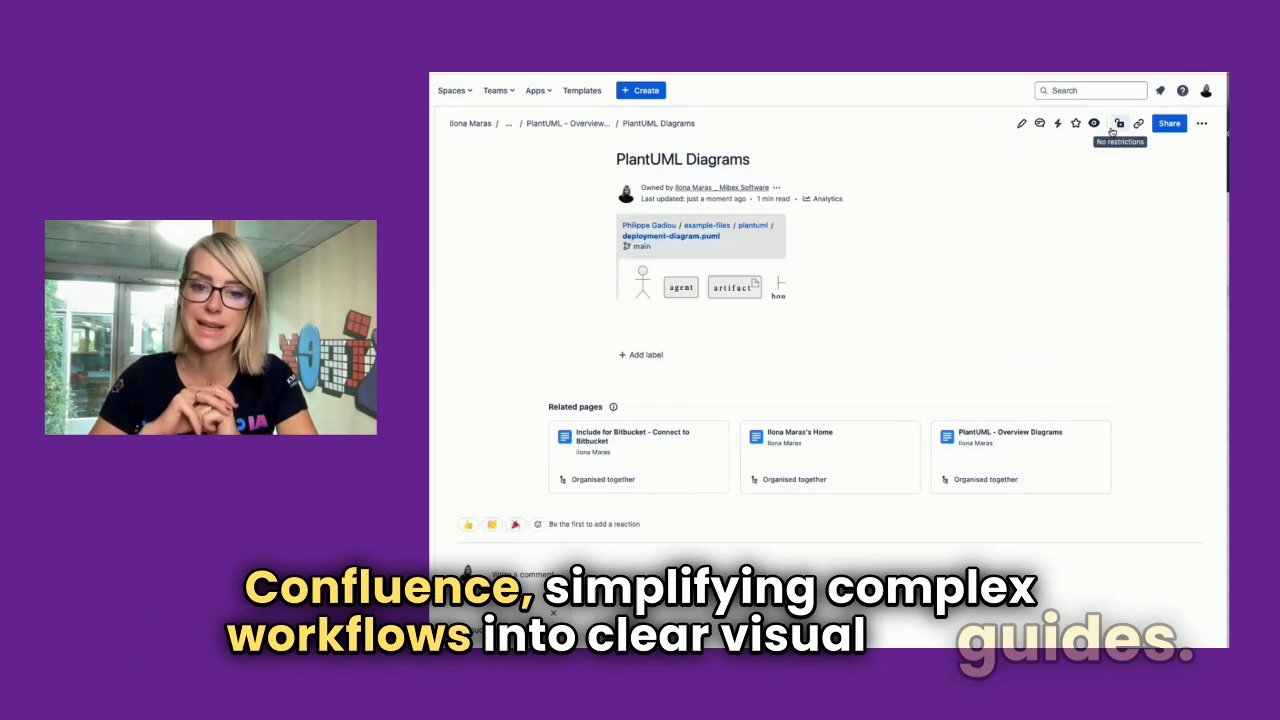 Spaces Teams Apps Templates + Create Search
Ilona Maras / ... / PlantUML - Overview... / PlantUML Diagrams Share
No restrictions
PlantUML Diagrams
Owned by Ilona Maras _ Mibex Software
Last updated: just a moment ago • 1 min read • Analytics
Philippe Gadiou / example-files / plantuml /
deployment-diagram.puml
main
agent artifact
+ Add label
Related pages
Include for Bitbucket - Connect to
Bitbucket
Ilona Maras
Organised together
Ilona Maras's Home
Ilona Maras
Organised together
PlantUML - Overview Diagrams
Ilona Maras
Organised together
Be the first to add a reaction
Write a comment
Confluence, simplifying complex
workflows into clear visual guides.